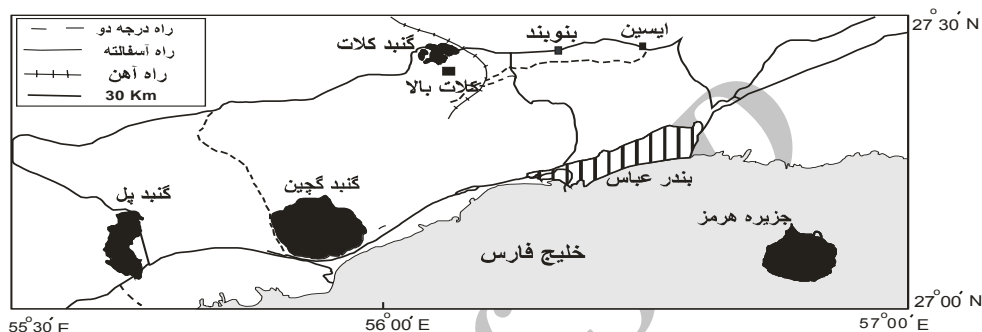 راه درجه دو
راه آسفالته
راه آهن
30 Km
27°30´N
گنبد کلات
بنوبند
ایسین
کلات بالا
بندر عباس
گنبد پل
گنبد گچین
جزیره هرمز
خلیج فارس
27°00´N
55°30´E
56°00´E
57°00´E